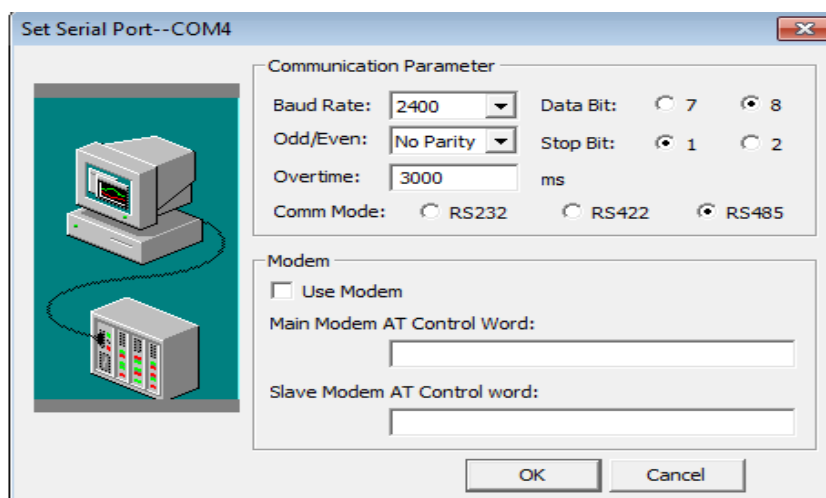 Set Serial Port--COM4
Communication Parameter
Baud Rate: 2400 Data Bit: 7 8
Odd/Even: No Parity Stop Bit: 1 2
Overtime: 3000 ms
Comm Mode: RS232 RS422 RS485
Modem
Use Modem
Main Modem AT Control Word:
Slave Modem AT Control word:
OK Cancel